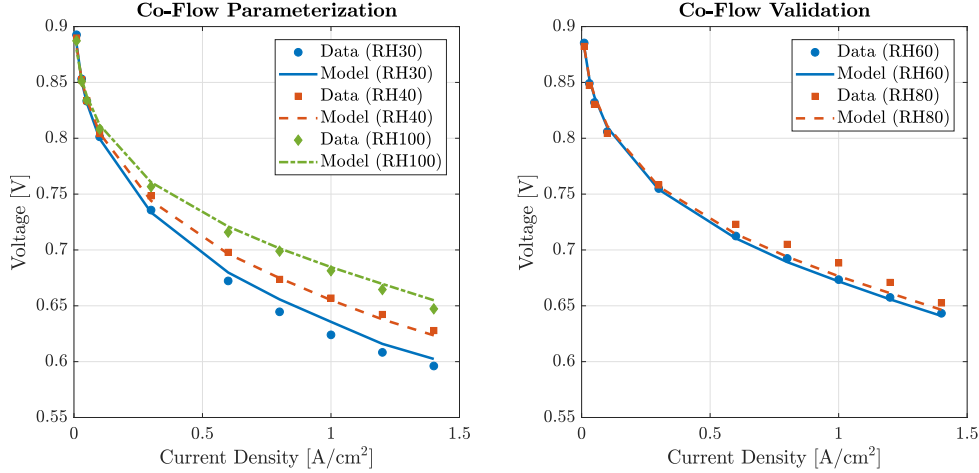 Co-Flow Parameterization
0.9
0.85
0.8
0.75
0.7
0.65
0.6
0.55
Voltage [V]
Data (RH30)
Model (RH30)
Data (RH40)
Model (RH40)
Data (RH100)
Model (RH100)
0
0.5
1
1.5
Current Density [A/cm²]
Co-Flow Validation
0.9
0.85
0.8
0.75
0.7
0.65
0.6
0.55
Voltage [V]
Data (RH60)
Model (RH60)
Data (RH80)
Model (RH80)
0
0.5
1
1.5
Current Density [A/cm²]